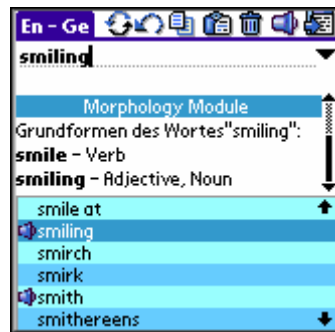 En - Ge
smiling
Morphology Module
Grundformen des Wortes"smiling":
smile - Verb
smiling - Adjective, Noun
smile at
smiling
smirch
smirk
smith
smithereens